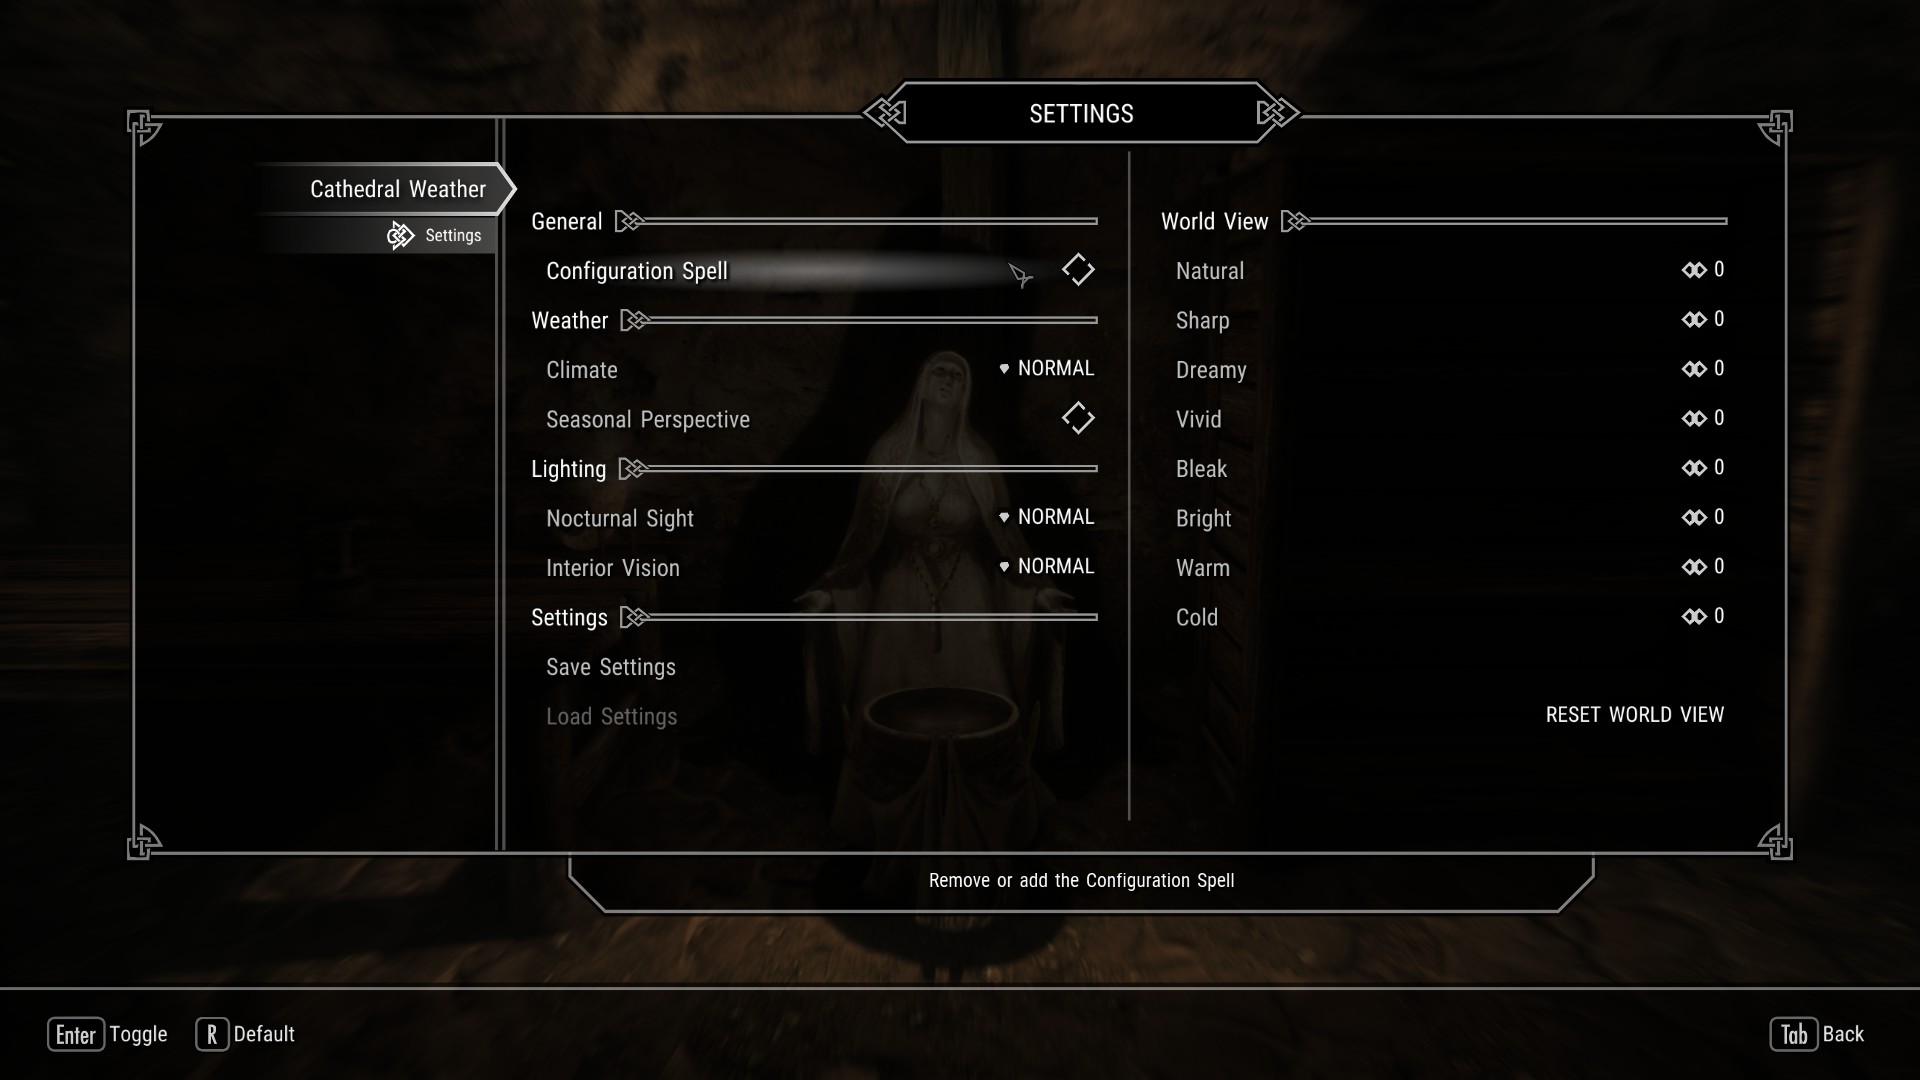 SETTINGS
Cathedral Weather
Settings
General
Configuration Spell
Weather
Climate NORMAL
Seasonal Perspective
Lighting
Nocturnal Sight NORMAL
Interior Vision NORMAL
Settings
Save Settings
Load Settings
World View
Natural 0
Sharp 0
Dreamy 0
Vivid 0
Bleak 0
Bright 0
Warm 0
Cold 0
RESET WORLD VIEW
Remove or add the Configuration Spell
Enter Toggle R Default Tab Back